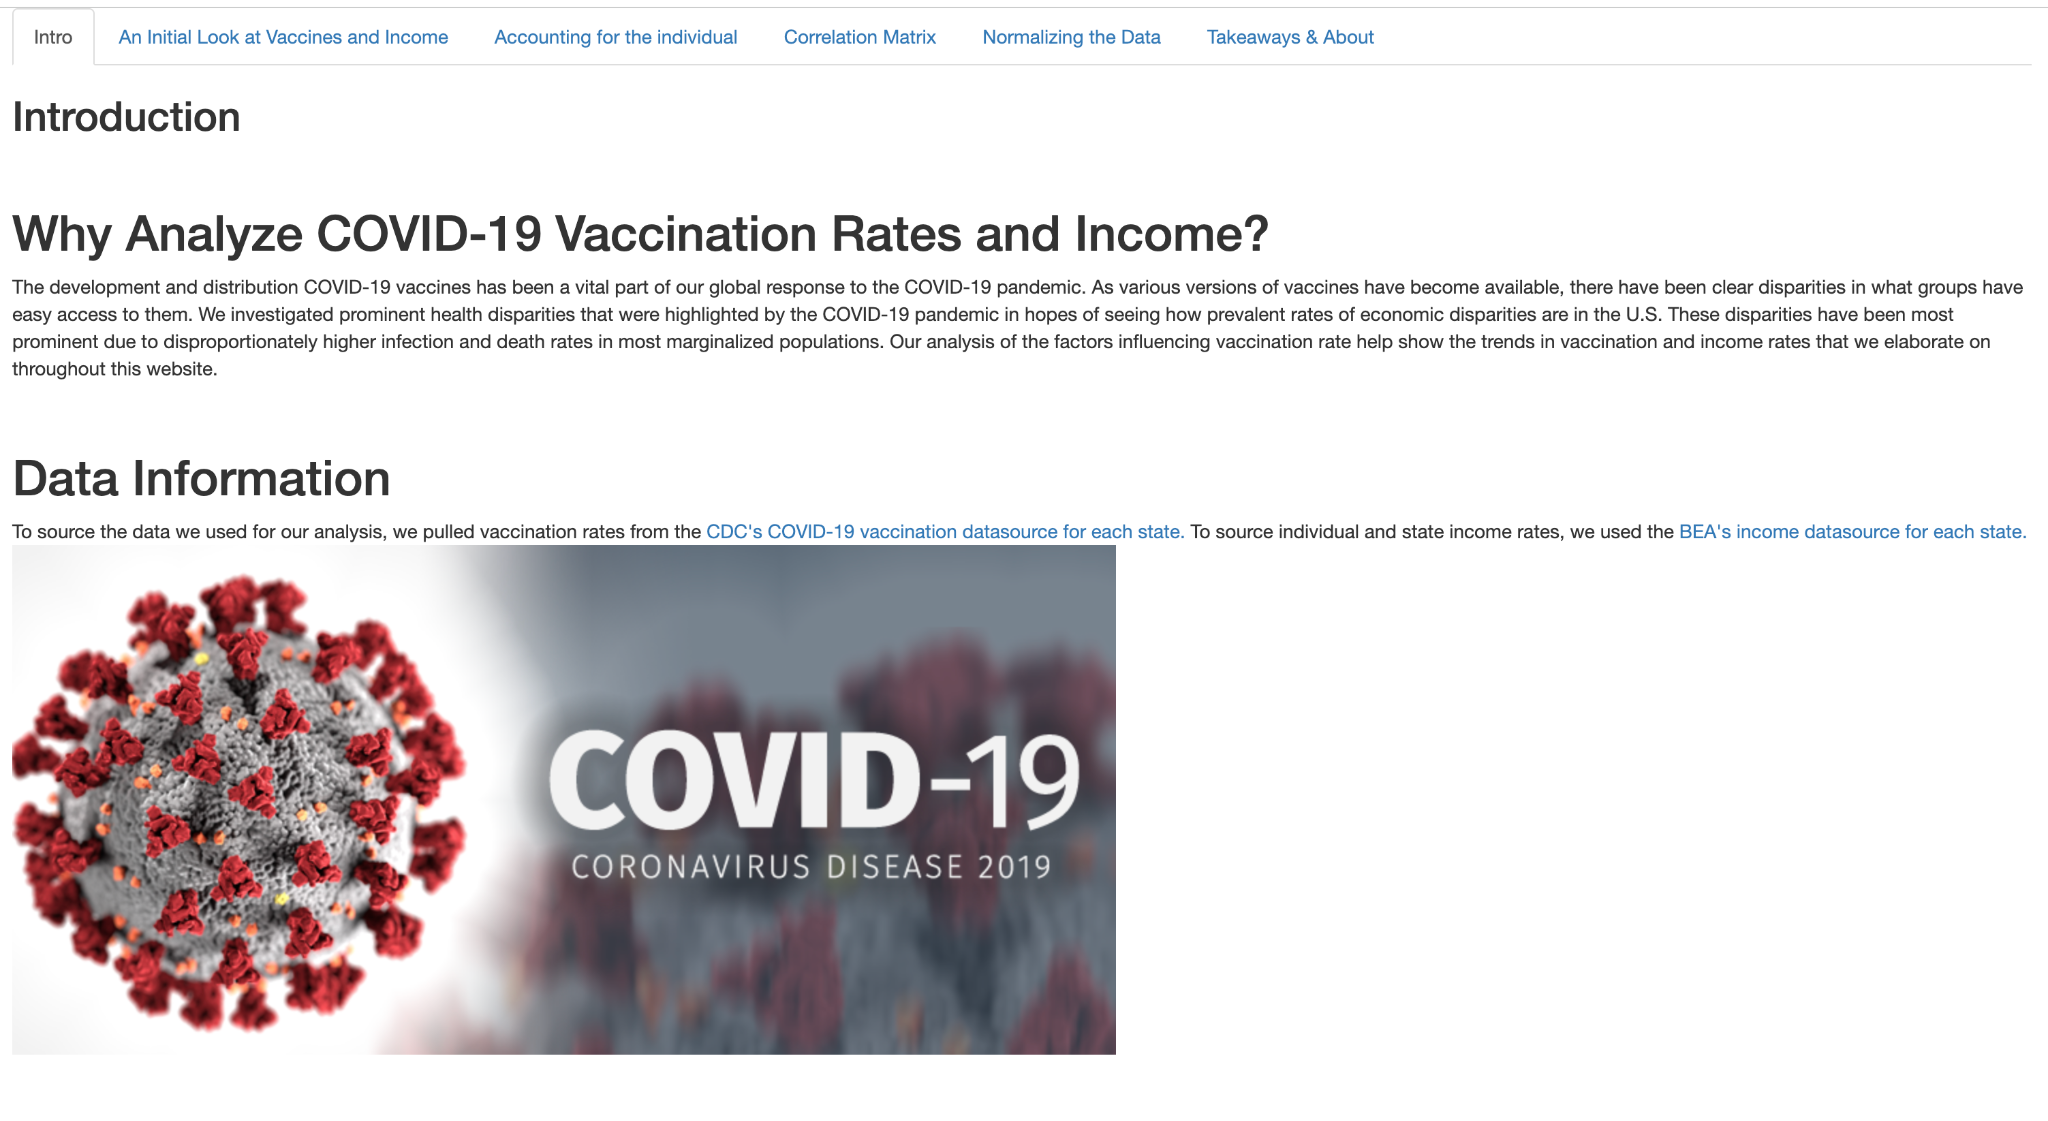 Intro An Initial Look at Vaccines and Income Accounting for the individual Correlation Matrix Normalizing the Data Takeaways & About
Introduction
Why Analyze COVID-19 Vaccination Rates and Income?
The development and distribution COVID-19 vaccines has been a vital part of our global response to the COVID-19 pandemic. As various versions of vaccines have become available, there have been clear disparities in what groups have
easy access to them. We investigated prominent health disparities that were highlighted by the COVID-19 pandemic in hopes of seeing how prevalent rates of economic disparities are in the U.S. These disparities have been most
prominent due to disproportionately higher infection and death rates in most marginalized populations. Our analysis of the factors influencing vaccination rate help show the trends in vaccination and income rates that we elaborate on
throughout this website.
Data Information
To source the data we used for our analysis, we pulled vaccination rates from the CDC's COVID-19 vaccination datasource for each state. To source individual and state income rates, we used the BEA's income datasource for each state.
COVID-19
CORONAVIRUS DISEASE 2019